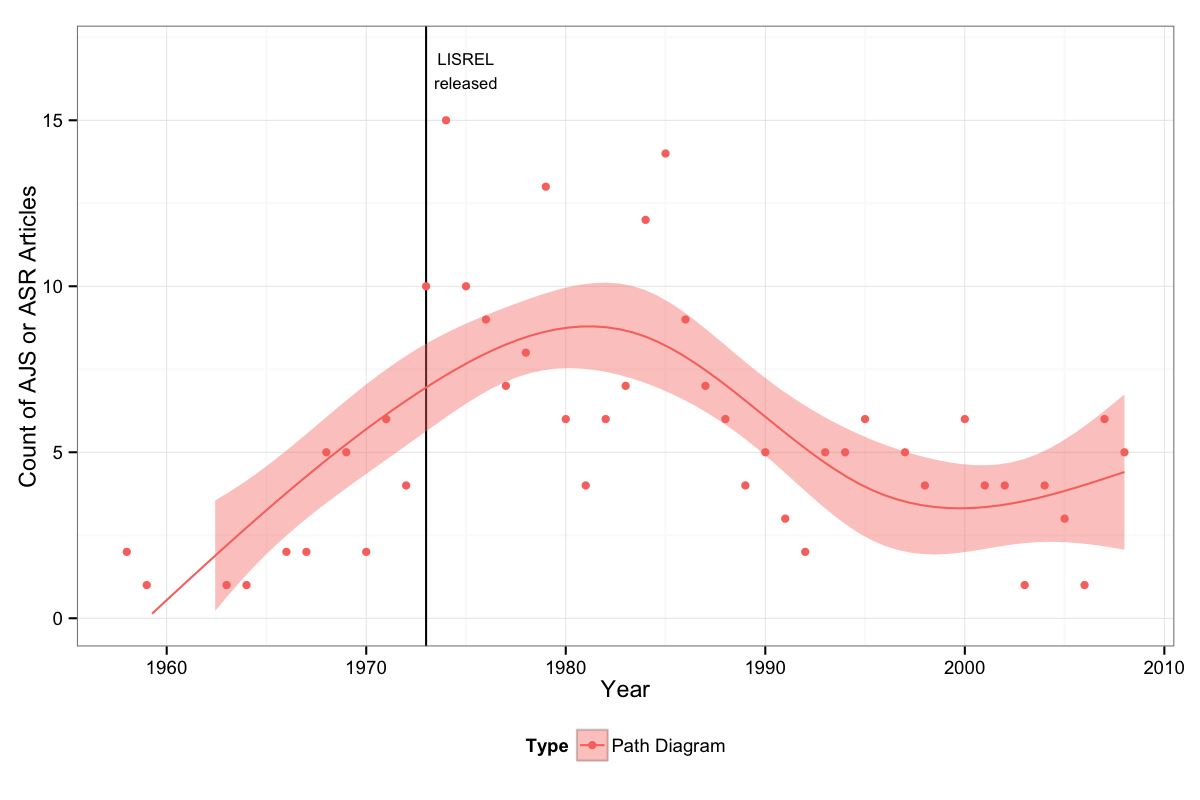 LISREL
released
15
10
5
0
Count of AJS or ASR Articles
1960 1970 1980 1990 2000 2010
Year
Type Path Diagram